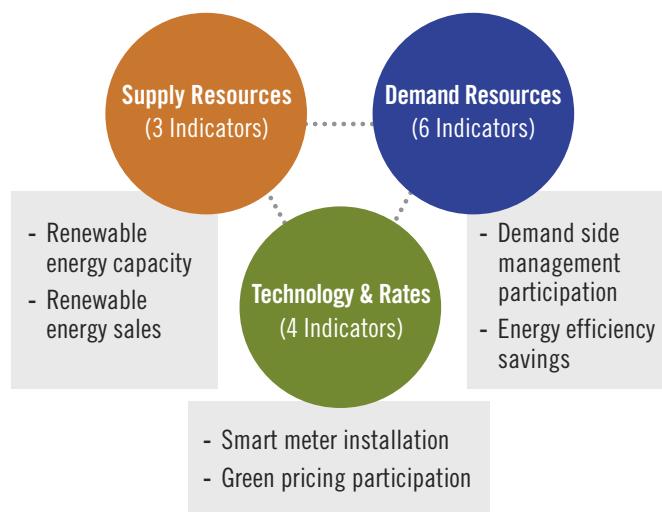 Supply Resources
(3 Indicators)
Demand Resources
(6 Indicators)
- Renewable
energy capacity
- Renewable
energy sales
Technology & Rates
(4 Indicators)
- Demand side
management
participation
- Energy efficiency
savings
- Smart meter installation
- Green pricing participation